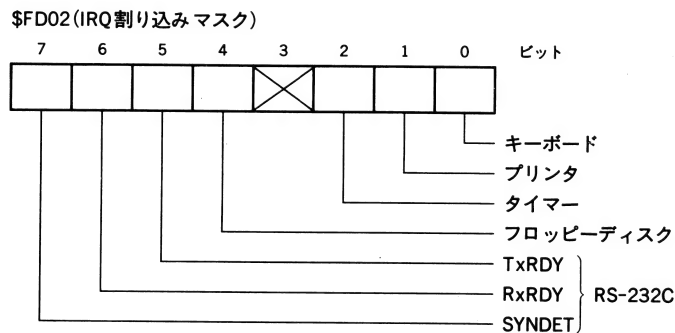 $FD02(IRQ割り込みマスク)
7 6 5 4 3 2 1 0 ビット
キーボード
プリンタ
タイマー
フロッピーディスク
TxRDY
RxRDY RS-232C
SYNDET